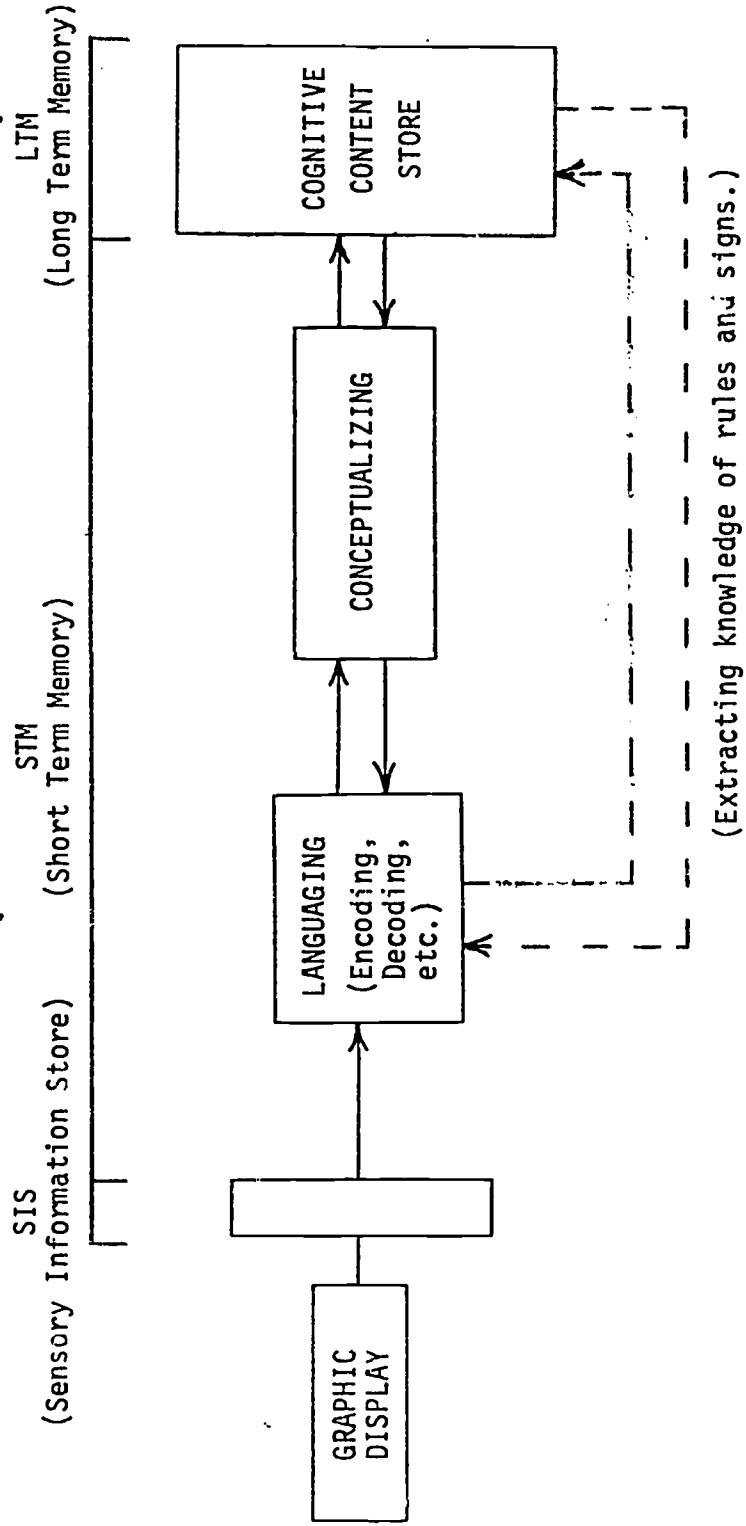 SIS
(Sensory Information Store)
STM
(Short Term Memory)
LTM
(Long Term Memory)
GRAPHIC
DISPLAY
LANGUAGING
(Encoding,
Decoding,
etc.)
CONCEPTUALIZING
COGNITIVE
CONTENT
STORE
(Extracting knowledge of rules and signs.)